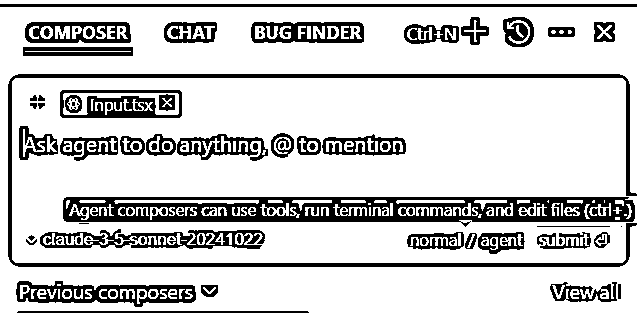 COMPOSER CHAT BUG FINDER Ctrl+N
Input.tsx
Ask agent to do anything, @ to mention
Agent composers can use tools, run terminal commands, and edit files (ctrl+.)
claude-3-5-sonnet-20241022 normal // agent submit
Previous composers View all